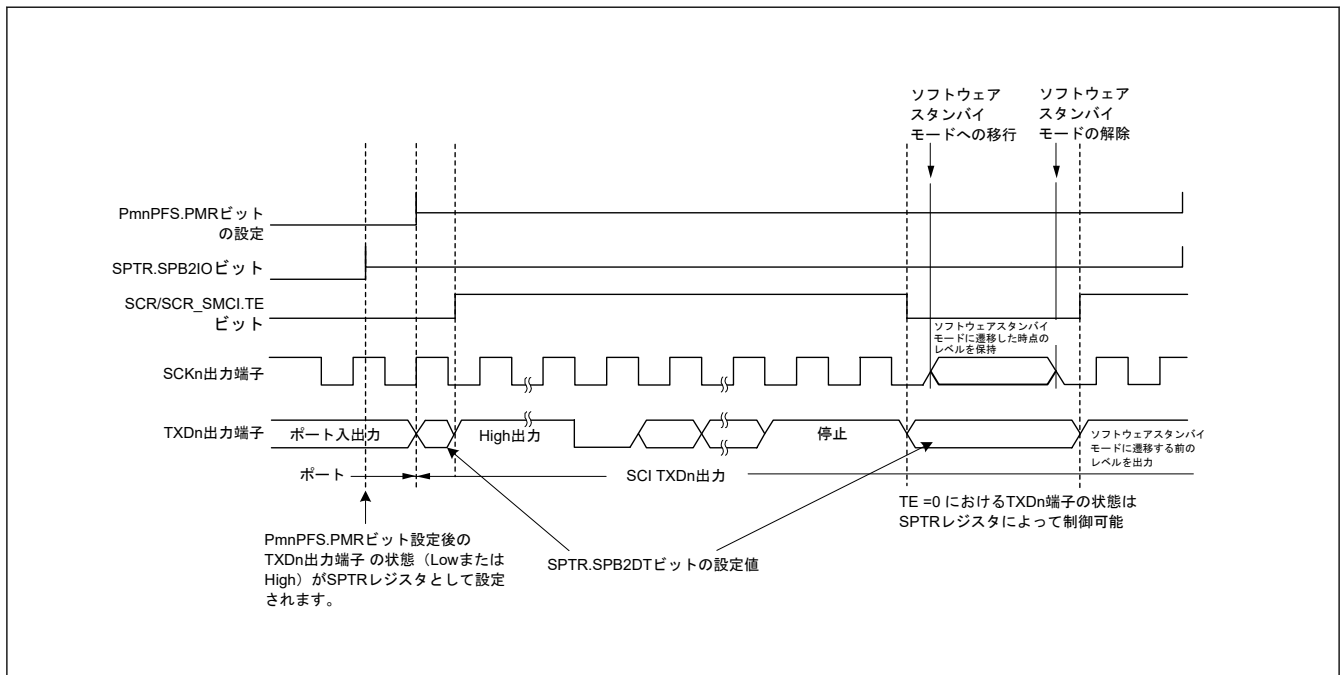 ソフトウェア
スタンバイ
モードへの移行
ソフトウェア
スタンバイ
モードの解除
PmnPFS.PMRビット
の設定
SPTR.SPB2IOビット
SCR/SCR_SMCI.TE
ビット
ソフトウェアスタンバイ
モードに遷移した時点の
レベルを保持
SCKn出力端子
TXDn出力端子
ポート入出力
High出力
停止
ソフトウェアスタンバイ
モードに遷移する前の
レベルを出力
ポート
SCI TXDn出力
TE =0 におけるTXDn端子の状態は
SPTRレジスタによって制御可能
PmnPFS.PMRビット設定後の
TXDn出力端子 の状態（Lowまたは
High）がSPTRレジスタとして設定
されます。
SPTR.SPB2DTビットの設定値